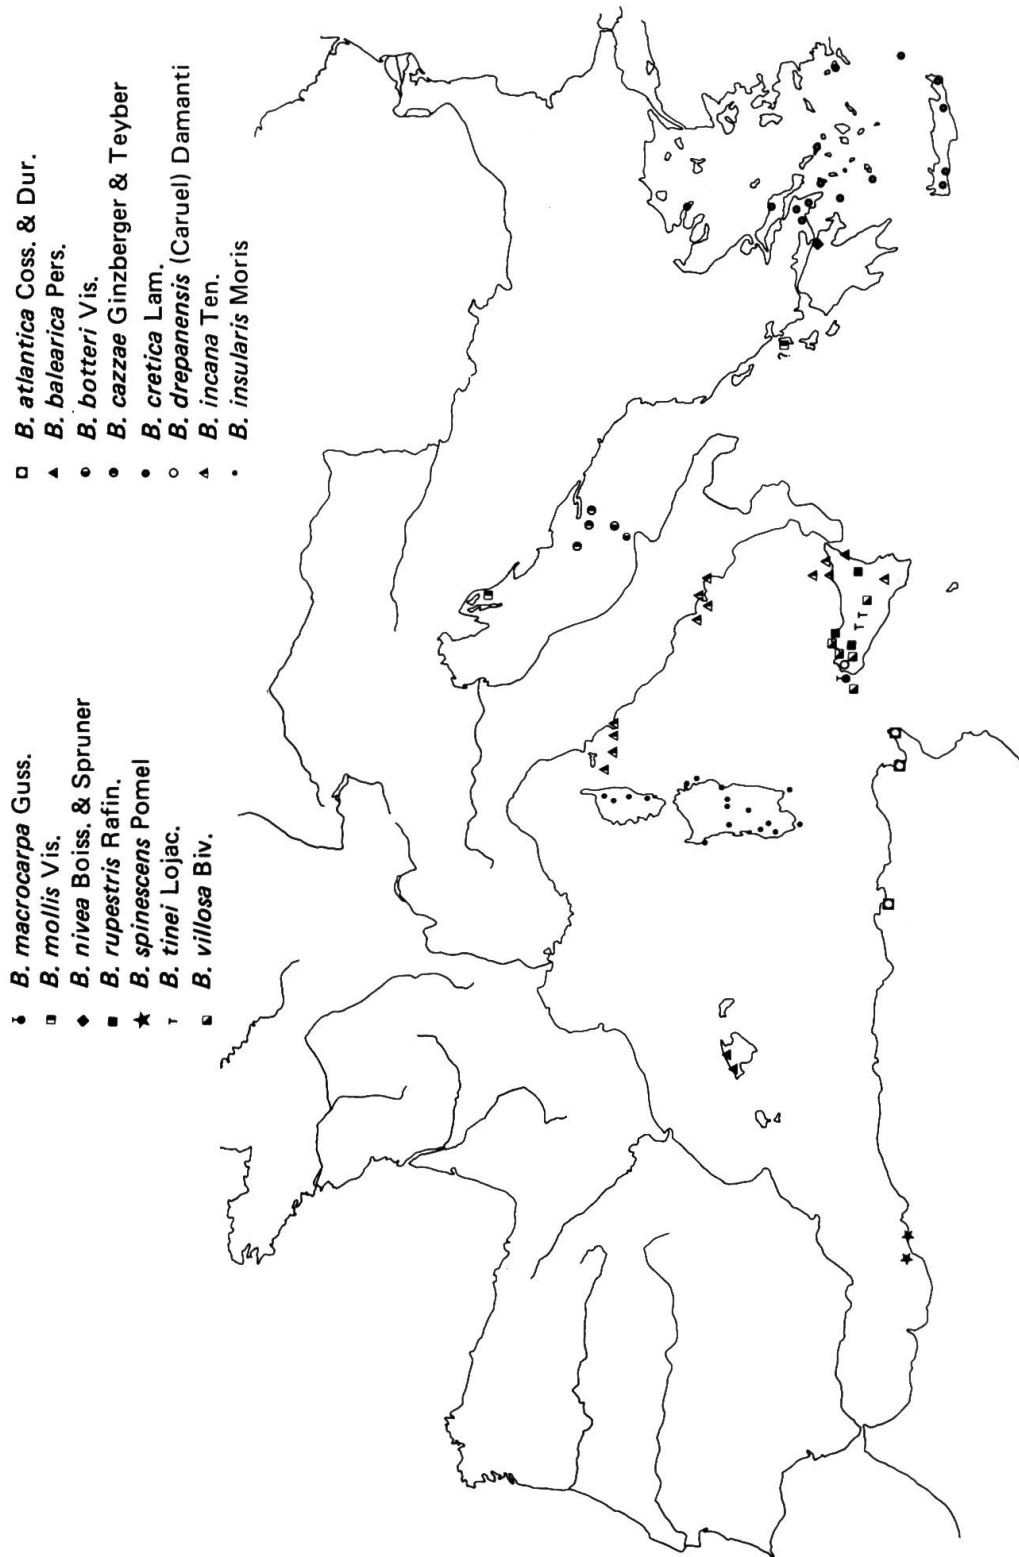 B. atlantica Coss. & Dur.
B. balearica Pers.
B. botteri Vis.
B. cazzae Ginzberger & Teyber
B. cretica Lam.
B. drepanensis (Caruel) Damanti
B. incana Ten.
B. insularis Moris
B. macrocarpa Guss.
B. mollis Vis.
B. nivea Boiss. & Spruner
B. rupestris Rafin.
B. spinescens Pomel
B. tinei Lojac.
B. villosa Biv.